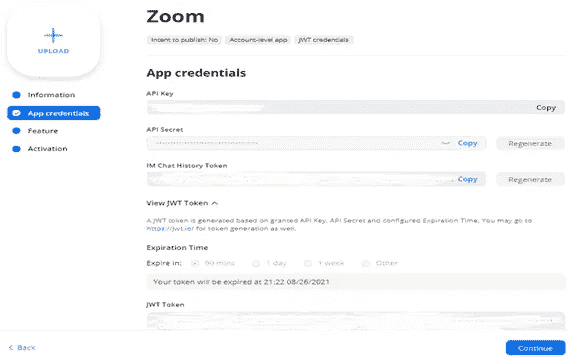 Zoom
UPLOAD
Intent to publish: No Account-level app JWT credentials
Information
App credentials
Feature
Activation
App credentials
API Key
Copy
API Secret
Copy Regenerate
IM Chat History Token
Copy Regenerate
View JWT Token
A JWT token is generated based on granted API Key, API Secret and configured Expiration Time. You may go to
https://jwt.io/ for token generation as well.
Expiration Time
Expire in: 90 mins 1 day 1 week Other
Your token will be expired at 21:22 08/26/2021
JWT Token
< Back
Continue